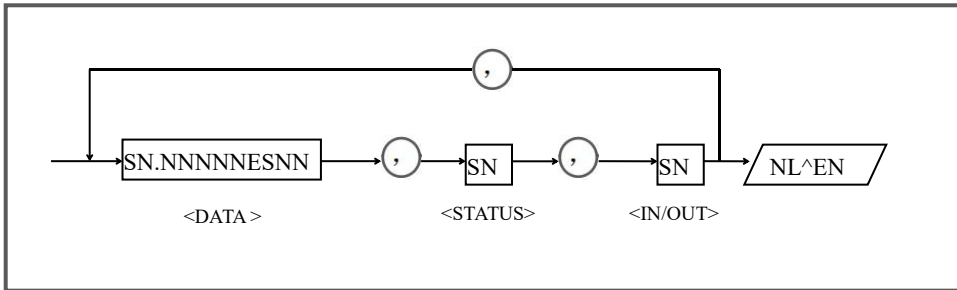 ,
SN.NNNNNESNN , SN , SN NL^EN
<DATA > <STATUS> <IN/OUT>